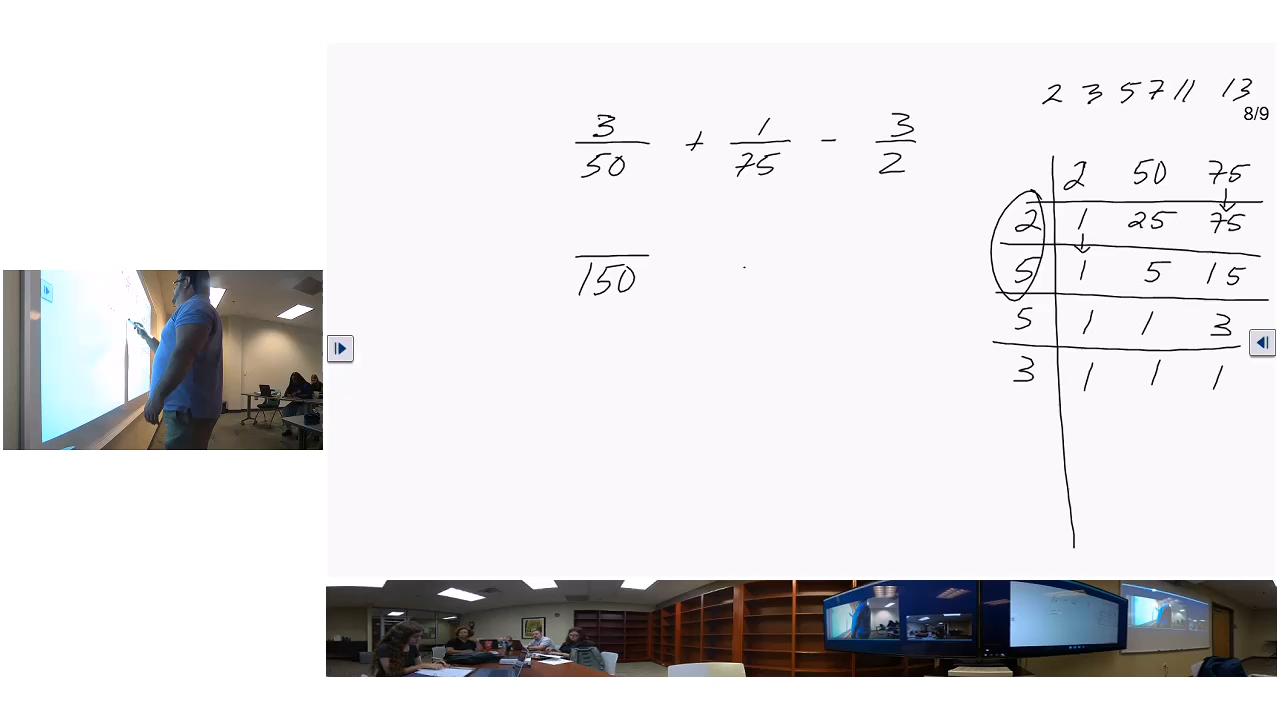 2 3 5 7 11 13
8/9
3/50 + 1/75 - 3/2
150
2 50 75
2 1 25 75
5 1 5 15
5 1 1 3
3 1 1 1